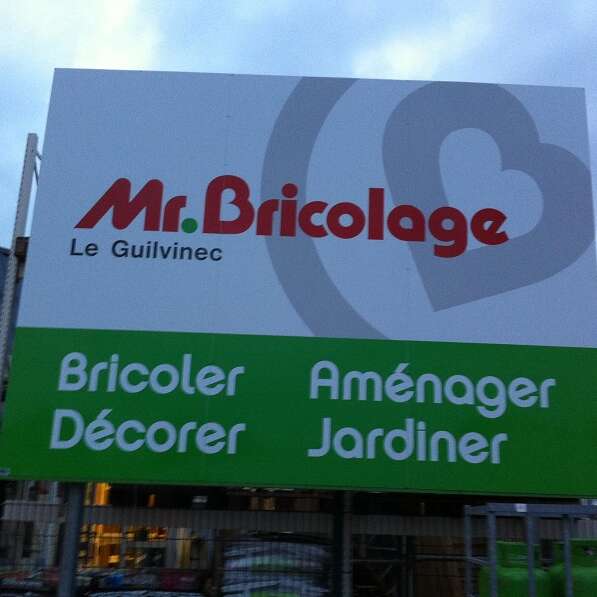 Mr.Bricolage
Le Guilvinec
Bricoler Aménager
Décorer Jardiner